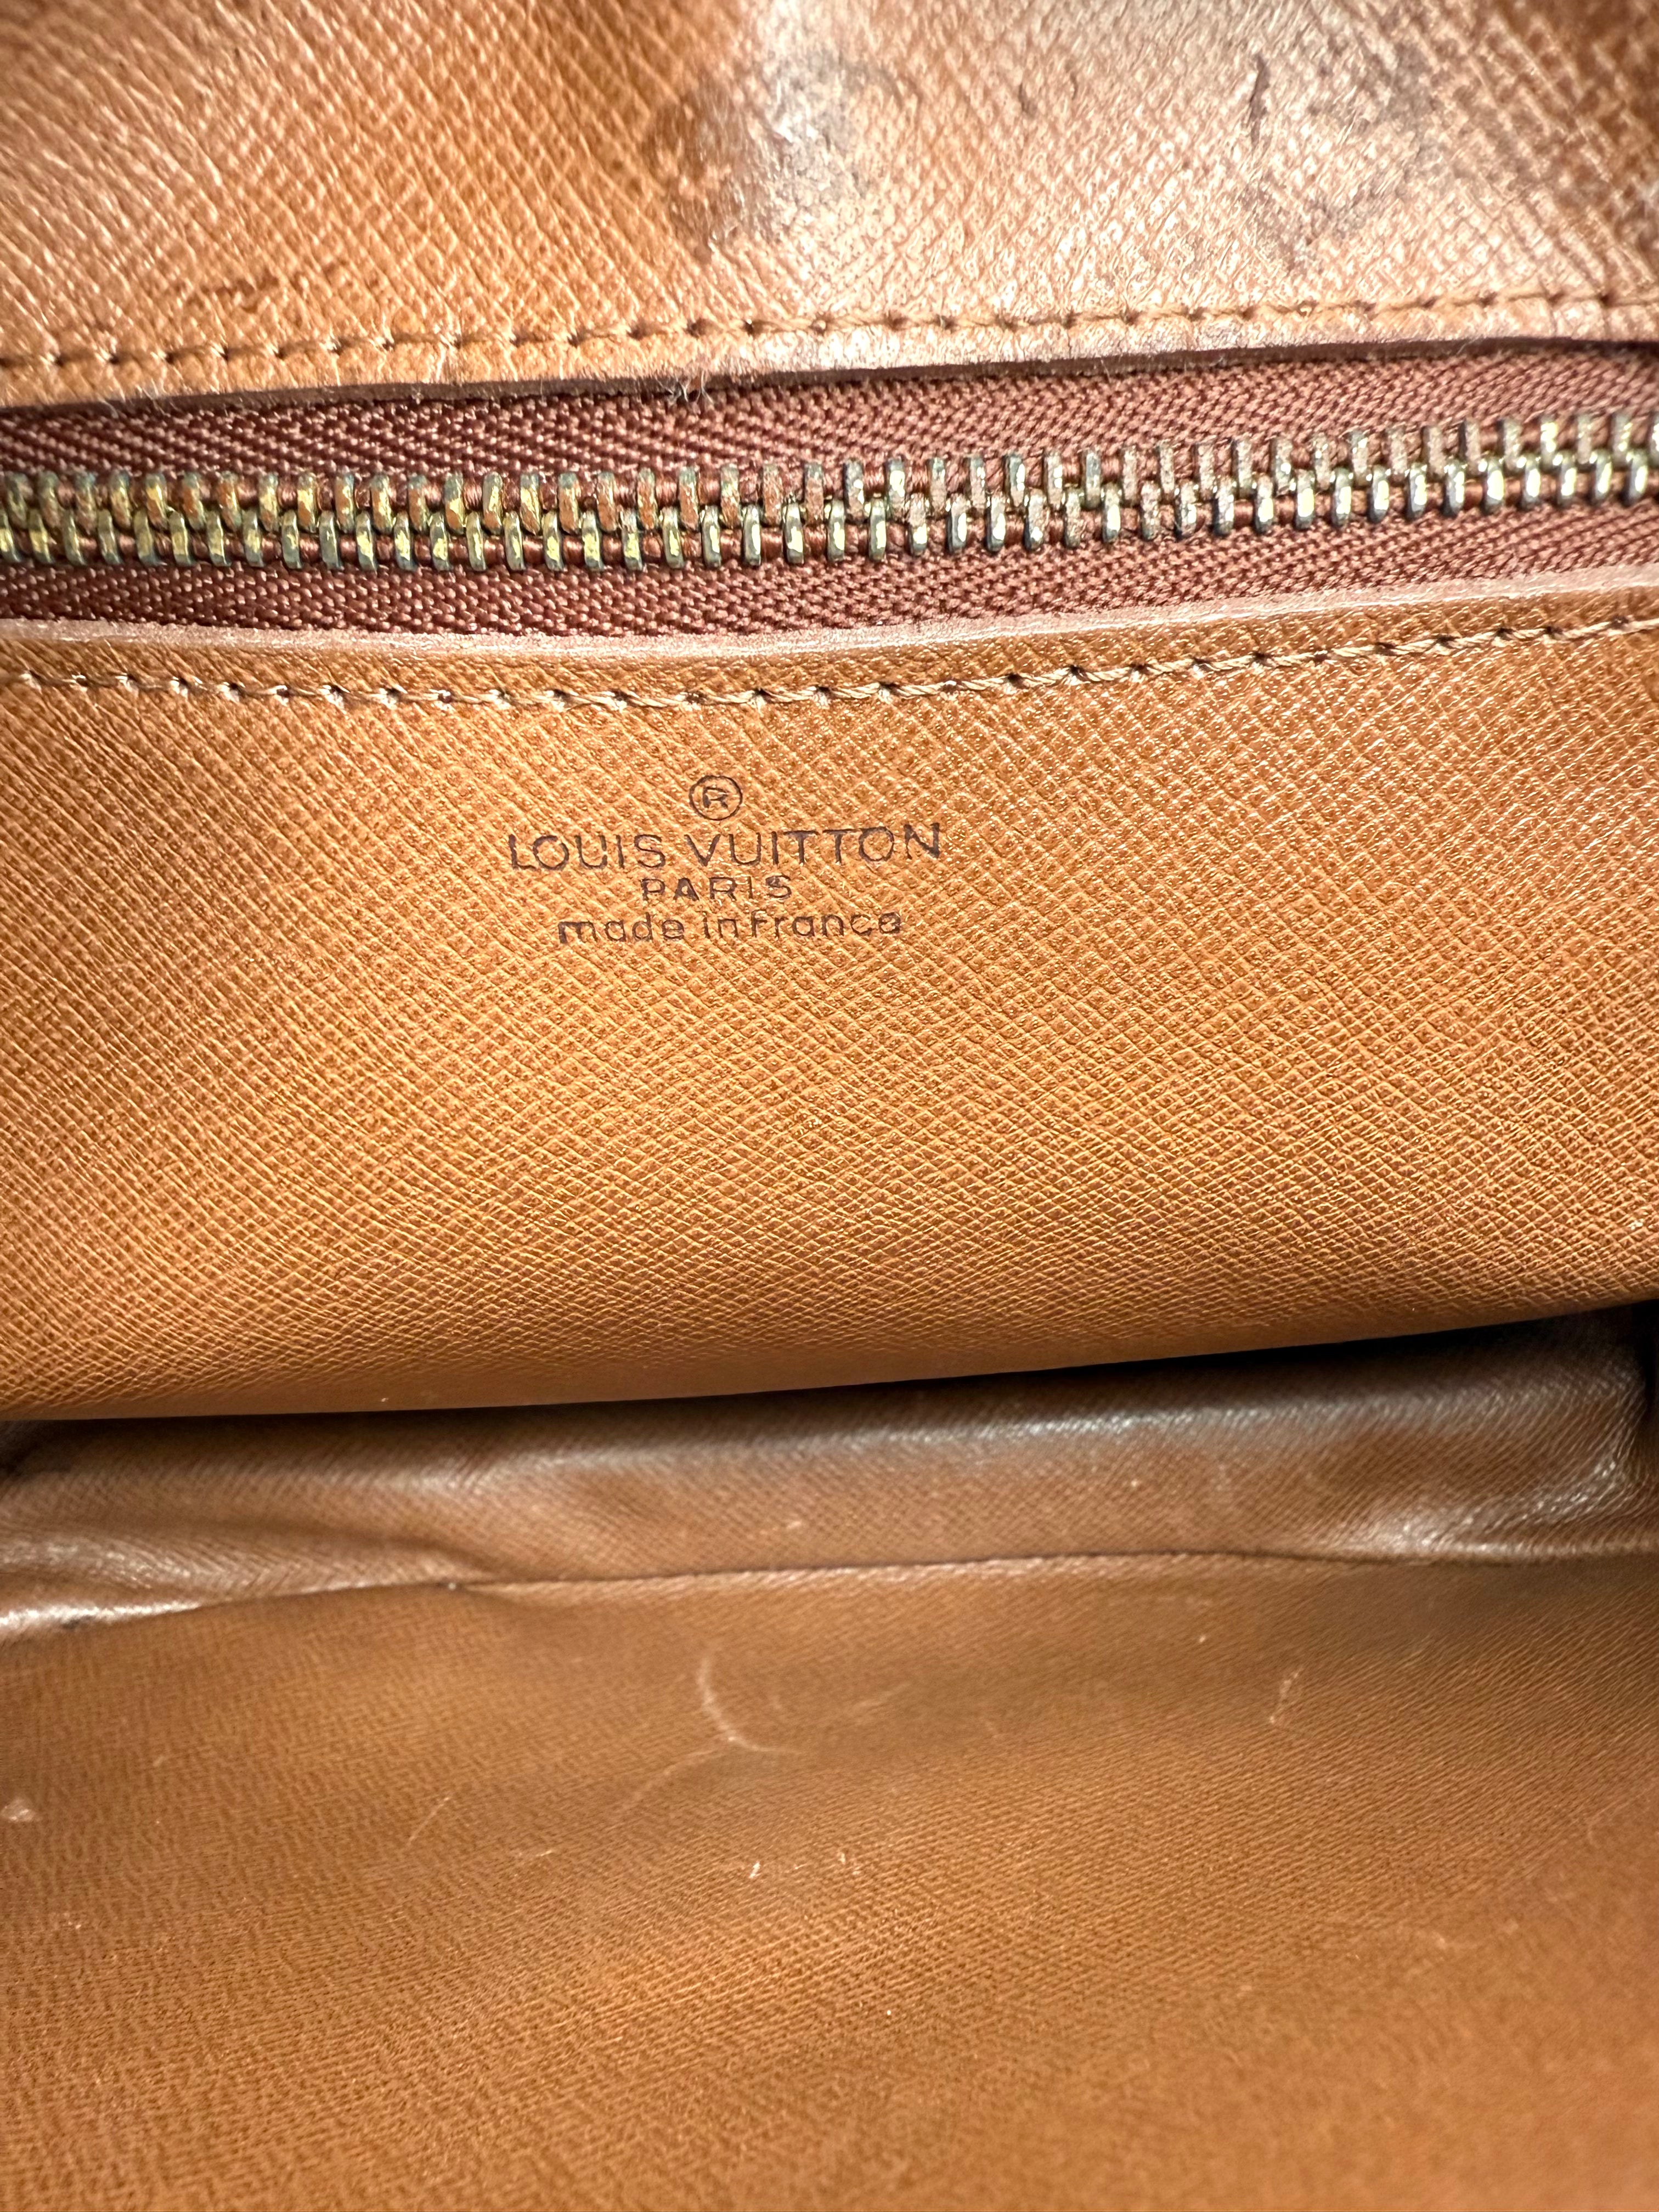 ®
LOUIS VUITTON
PARIS
made in France